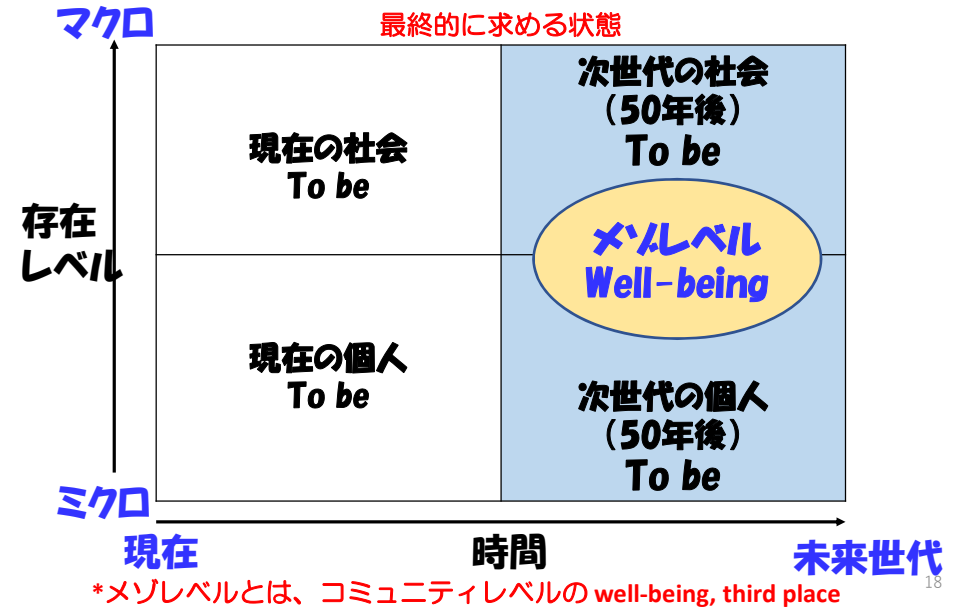 マクロ
最終的に求める状態
現在の社会
To be
次世代の社会
（50年後）
To be
存在
レベル
メゾレベル
Well-being
現在の個人
To be
次世代の個人
（50年後）
To be
ミクロ
現在
時間
未来世代
*メゾレベルとは、コミュニティレベルの well-being, third place
18